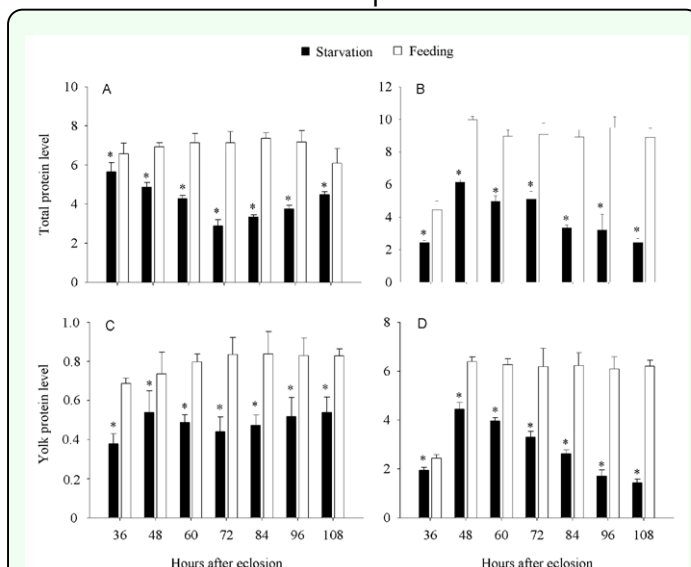 Starvation Feeding
A
B
Total protein level
10
8
6
4
2
0
* * * * * * *
12
10
8
6
4
2
0
* * * * * * *
C
D
Yolk protein level
1.0
0.8
0.6
0.4
0.2
0
* * * * * * *
6
4
2
0
* * * * * * *
36 48 60 72 84 96 108
36 48 60 72 84 96 108
Hours after eclosion
Hours after eclosion